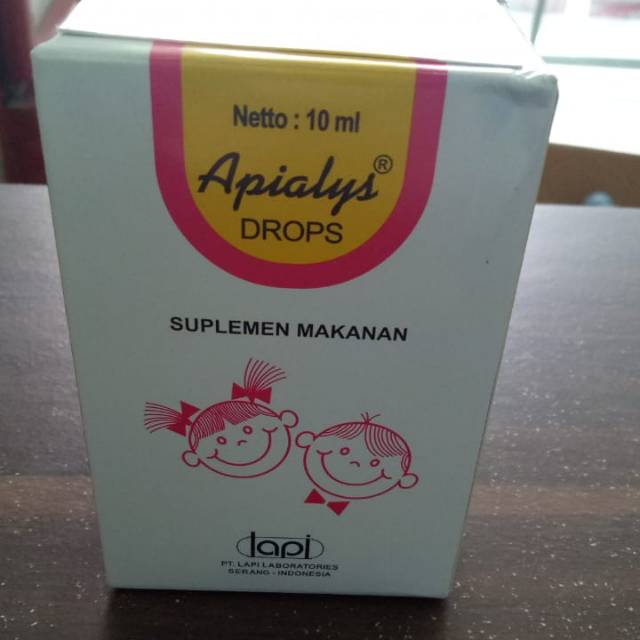 Netto : 10 ml
Apialys®
DROPS
SUPLEMEN MAKANAN
lapi
PT. LAPI LABORATORIES
SERANG - INDONESIA